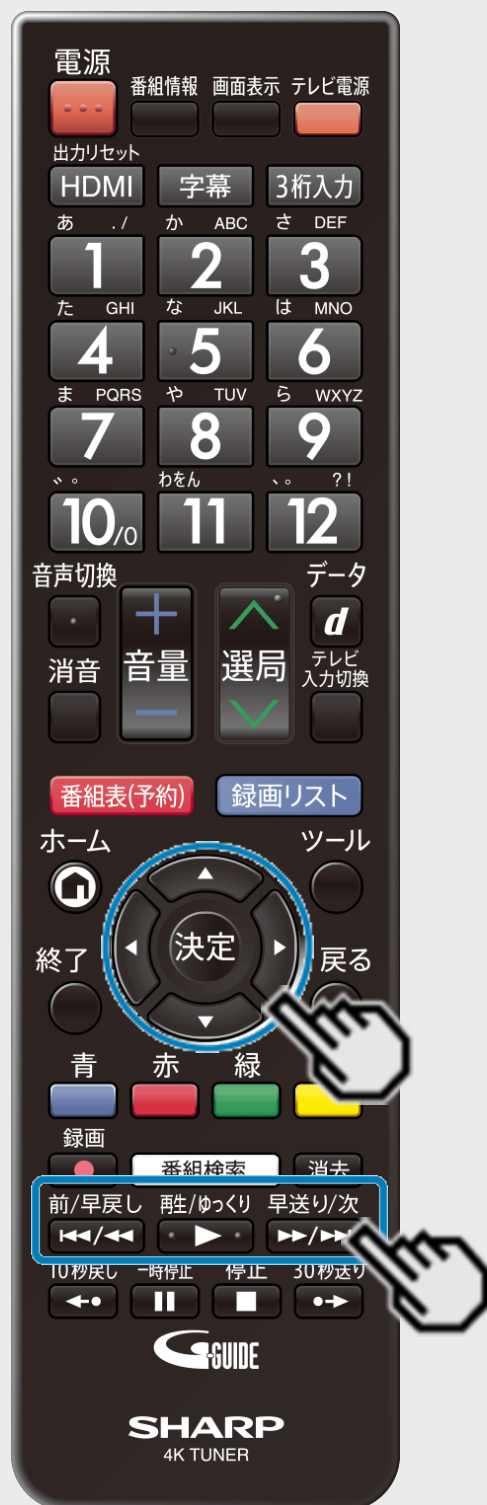 電源
番組情報 画面表示 テレビ電源
出力リセット
HDMI 字幕 3桁入力
あ ./ か ABC さ DEF
1 2 3
た GHI な JKL は MNO
4 5 6
ま PQRS や TUV ら WXYZ
7 8 9
゛゜ わをん 、。 ?!
10/0 11 12
音声切換 データ
+ d
消音 音量 選局 テレビ
入力切換
−
番組表(予約) 録画リスト
ホーム ツール
決定
終了 戻る
青 赤 緑
録画
番組検索 消去
前/早戻し 再生/ゆっくり 早送り/次
10秒戻し 一時停止 停止 30秒送り
G-GUIDE
SHARP
4K TUNER